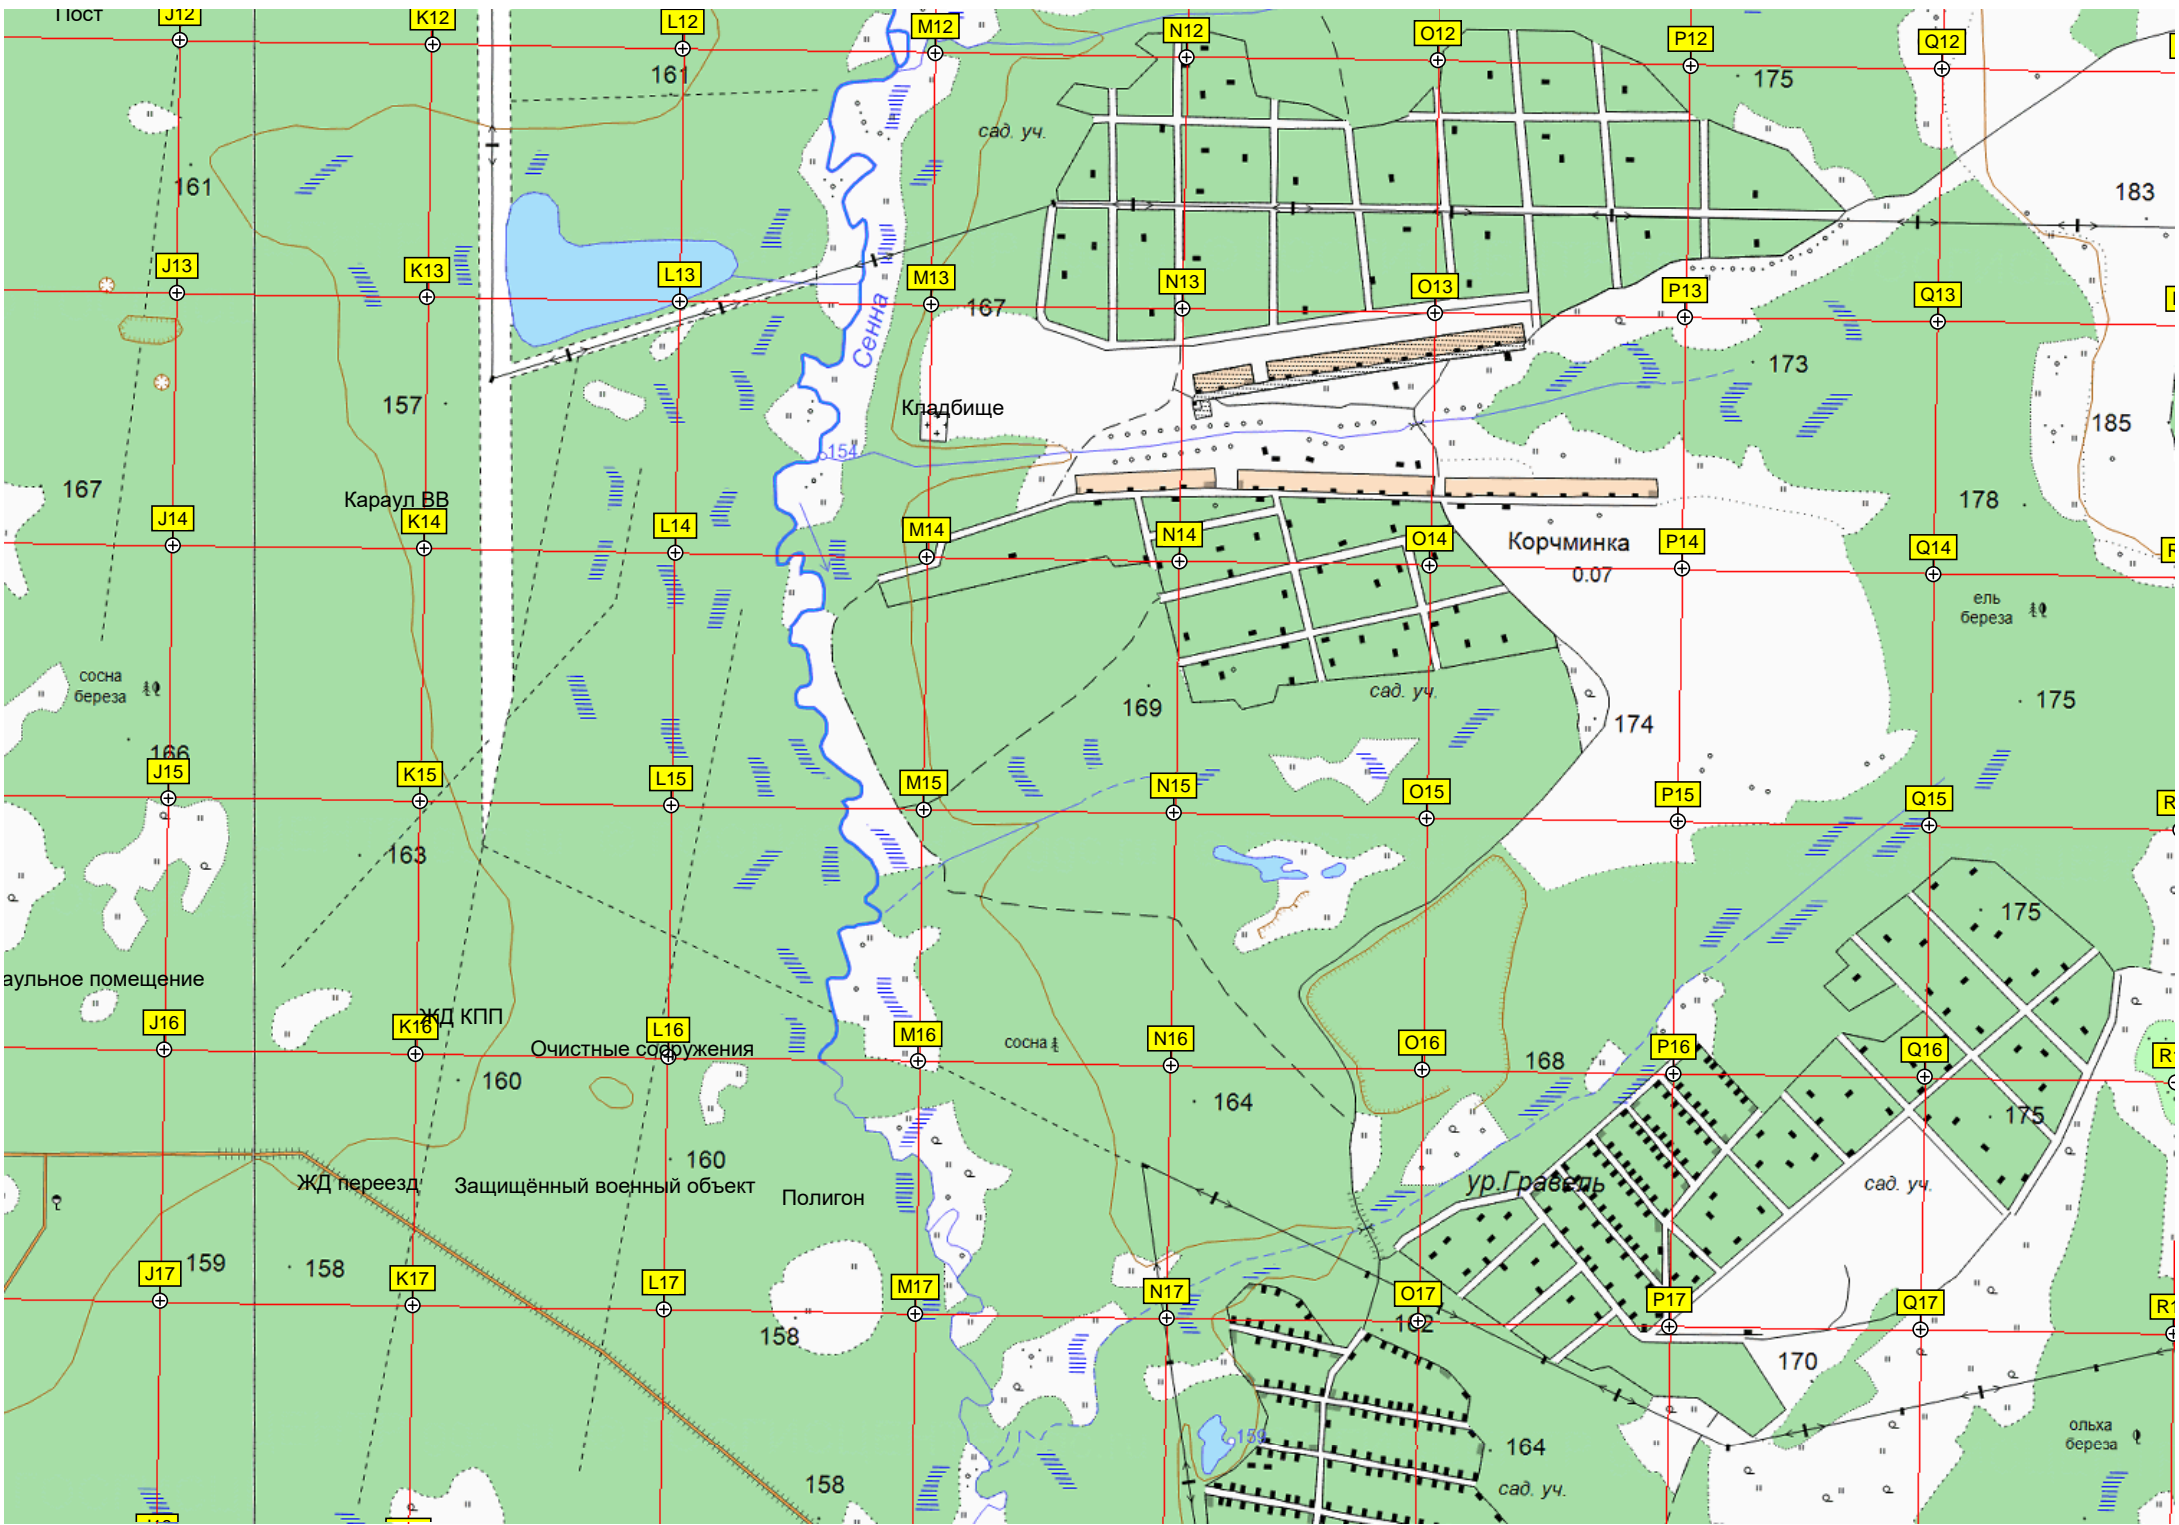 Пост
J12
K12
L12
M12
N12
O12
P12
Q12
161
175
сад. уч.
161
183
J13
K13
L13
M13
N13
O13
P13
Q13
167
Сенна
173
157
Кладбище
185
154
167
Караул ВВ
178
J14
K14
L14
M14
N14
O14
P14
Q14
R
Корчминка
0.07
ель
береза
сосна
береза
сад. уч.
169
175
174
166
J15
K15
L15
M15
N15
O15
P15
Q15
R
163
175
аульное помещение
ЖД КПП
J16
K16
L16
M16
N16
O16
P16
Q16
Очистные сооружения
сосна
168
160
164
175
160
ЖД переезд
Защищённый военный объект
Полигон
ур.Гравель
сад. уч.
159
158
J17
K17
L17
M17
N17
O17
P17
Q17
R1
162
158
170
159
164
ольха
береза
158
сад. уч.